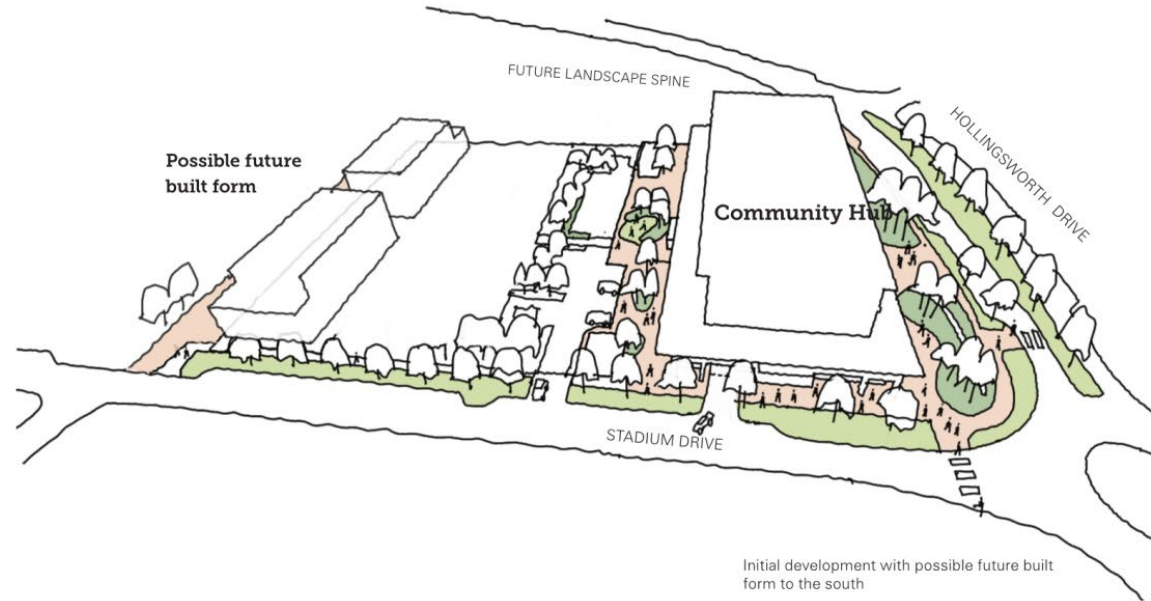 FUTURE LANDSCAPE SPINE
HOLLINGSWORTH DRIVE
Possible future
built form
Community Hub
STADIUM DRIVE
Initial development with possible future built
form to the south